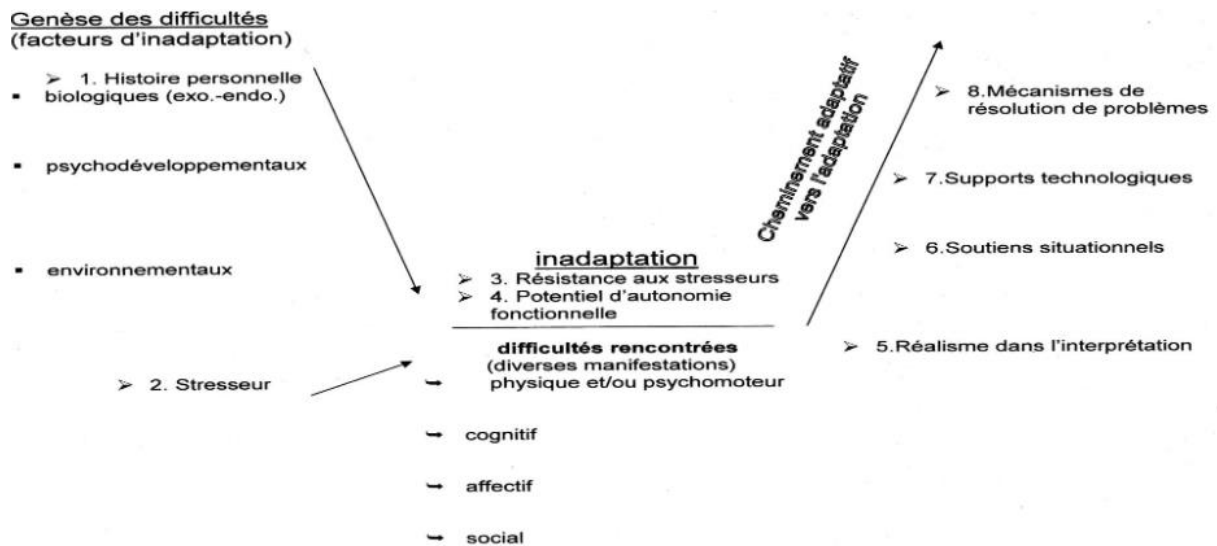 Genèse des difficultés
(facteurs d'inadaptation)
➢ 1. Histoire personnelle
▪ biologiques (exo.-endo.)
▪ psychodéveloppementaux
▪ environnementaux
➢ 2. Stresseur
inadaptation
➢ 3. Résistance aux stresseurs
➢ 4. Potentiel d'autonomie
fonctionnelle
difficultés rencontrées
(diverses manifestations)
physique et/ou psychomoteur
cognitif
affectif
social
Cheminement adaptatif
vers l'adaptation
➢ 8.Mécanismes de
résolution de problèmes
➢ 7.Supports technologiques
➢ 6.Soutiens situationnels
➢ 5.Réalisme dans l'interprétation